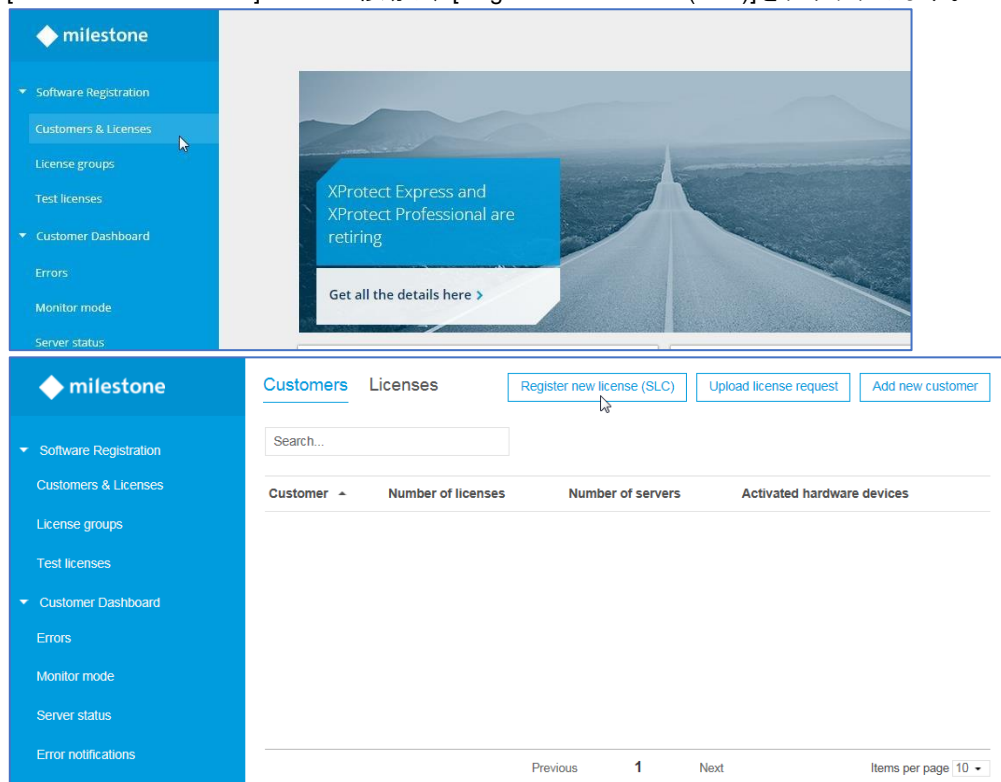 milestone
Software Registration
Customers & Licenses
License groups
Test licenses
Customer Dashboard
Errors
Monitor mode
Server status
XProtect Express and
XProtect Professional are
retiring
Get all the details here >
milestone
Software Registration
Customers & Licenses
License groups
Test licenses
Customer Dashboard
Errors
Monitor mode
Server status
Error notifications
Customers Licenses Register new license (SLC) Upload license request Add new customer
Search...
Customer Number of licenses Number of servers Activated hardware devices
Previous 1 Next Items per page 10